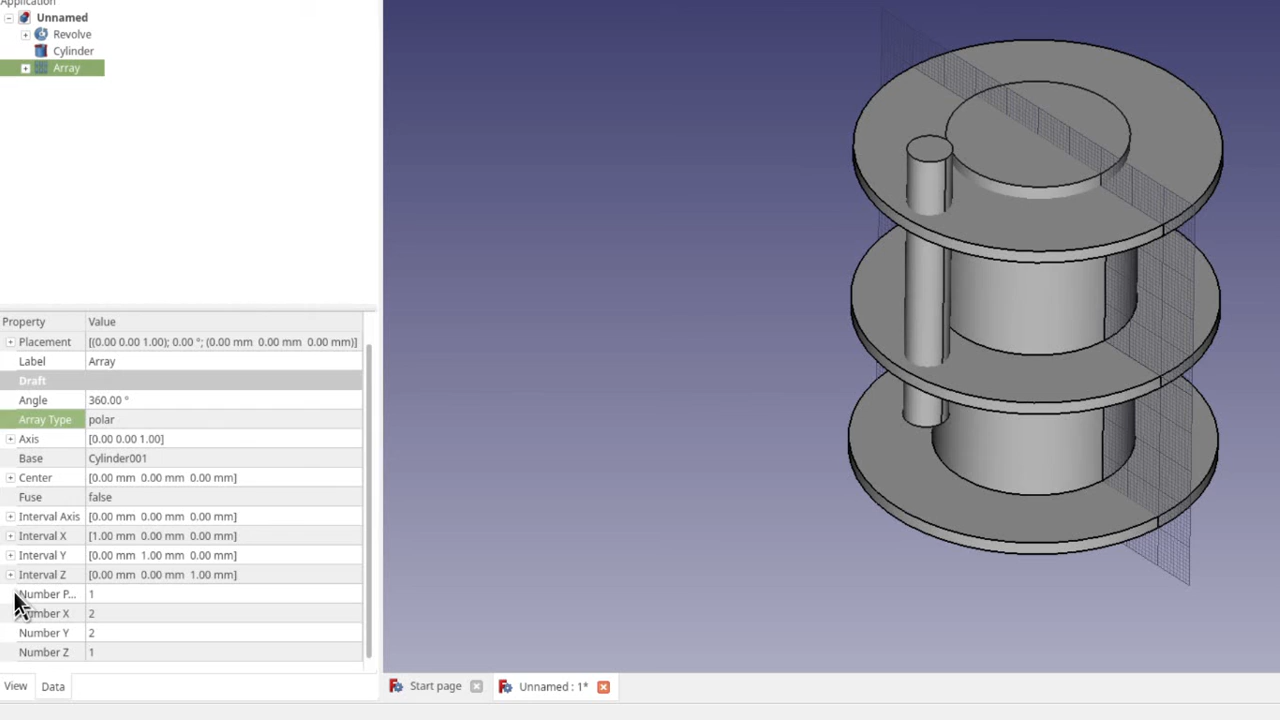 Application
Unnamed
Revolve
Cylinder
Array
Property Value
Placement [(0.00 0.00 1.00); 0.00 °; (0.00 mm 0.00 mm 0.00 mm)]
Label Array
Draft
Angle 360.00 °
Array Type polar
Axis [0.00 0.00 1.00]
Base Cylinder001
Center [0.00 mm 0.00 mm 0.00 mm]
Fuse false
Interval Axis [0.00 mm 0.00 mm 0.00 mm]
Interval X [1.00 mm 0.00 mm 0.00 mm]
Interval Y [0.00 mm 1.00 mm 0.00 mm]
Interval Z [0.00 mm 0.00 mm 1.00 mm]
Number P... 1
Number X 2
Number Y 2
Number Z 1
View Data Start page Unnamed : 1*